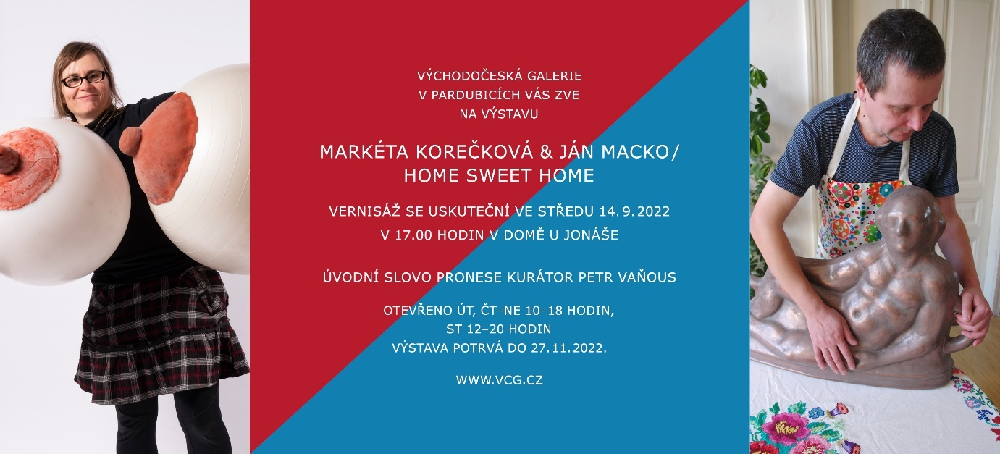 VÝCHODOČESKÁ GALERIE
V PARDUBICÍCH VÁS ZVE
NA VÝSTAVU
MARKÉTA KOREČKOVÁ & JÁN MACKO/
HOME SWEET HOME
VERNISÁŽ SE USKUTEČNÍ VE STŘEDU 14.9.2022
V 17.00 HODIN V DOMĚ U JONÁŠE
ÚVODNÍ SLOVO PRONESE KURÁTOR PETR VAŇOUS
OTEVŘENO ÚT, ČT–NE 10–18 HODIN,
ST 12–20 HODIN
VÝSTAVA POTRVÁ DO 27.11.2022.
WWW.VCG.CZ